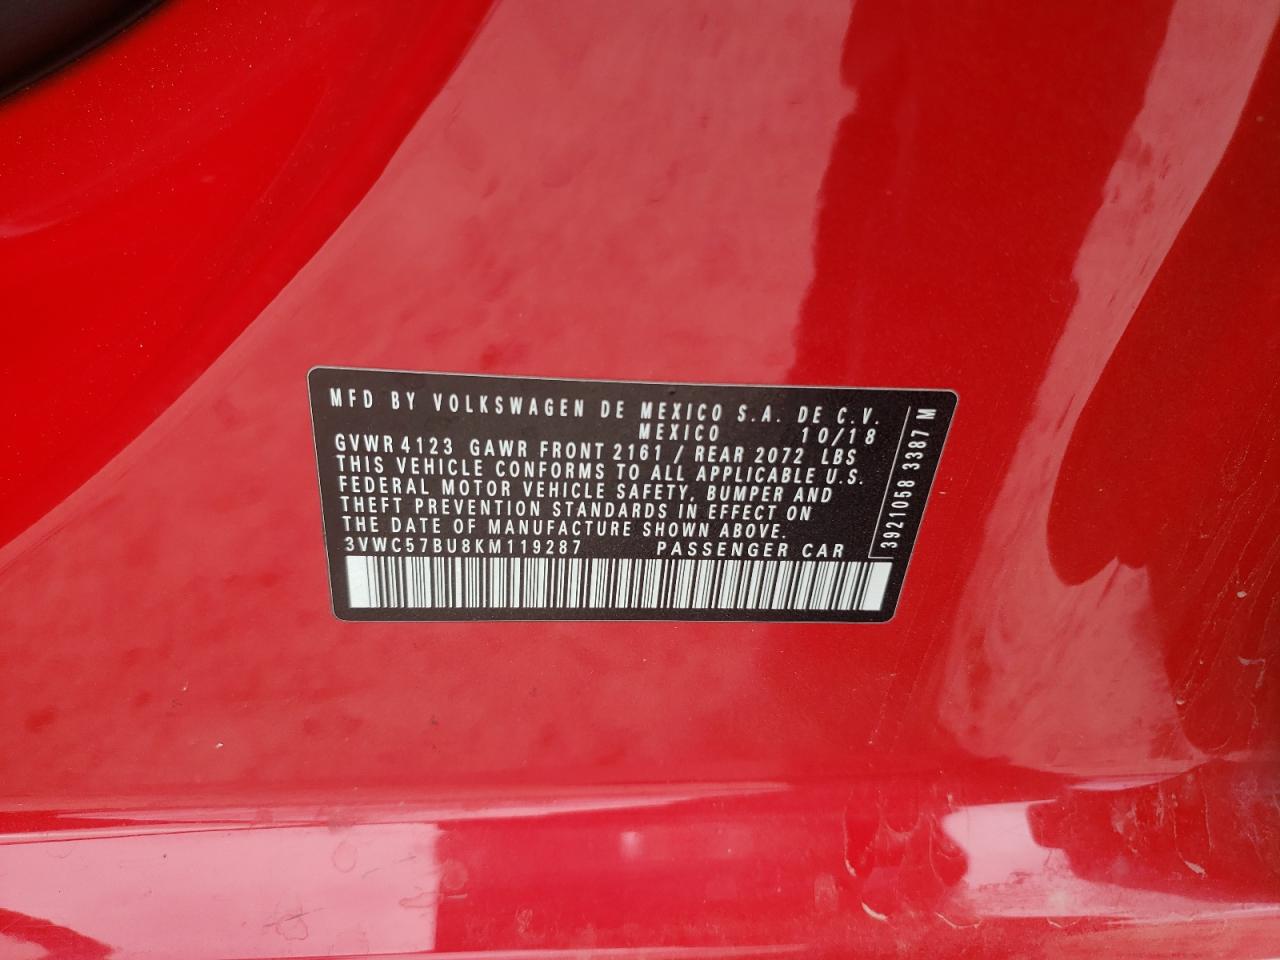 MFD BY VOLKSWAGEN DE MEXICO S.A. DE C.V.
MEXICO 10/18
GVWR 4123 GAWR FRONT 2161 / REAR 2072 LBS
THIS VEHICLE CONFORMS TO ALL APPLICABLE U.S.
FEDERAL MOTOR VEHICLE SAFETY, BUMPER AND
THEFT PREVENTION STANDARDS IN EFFECT ON
THE DATE OF MANUFACTURE SHOWN ABOVE.
3VWC57BU8KM119287 PASSENGER CAR
3921058 3387 M